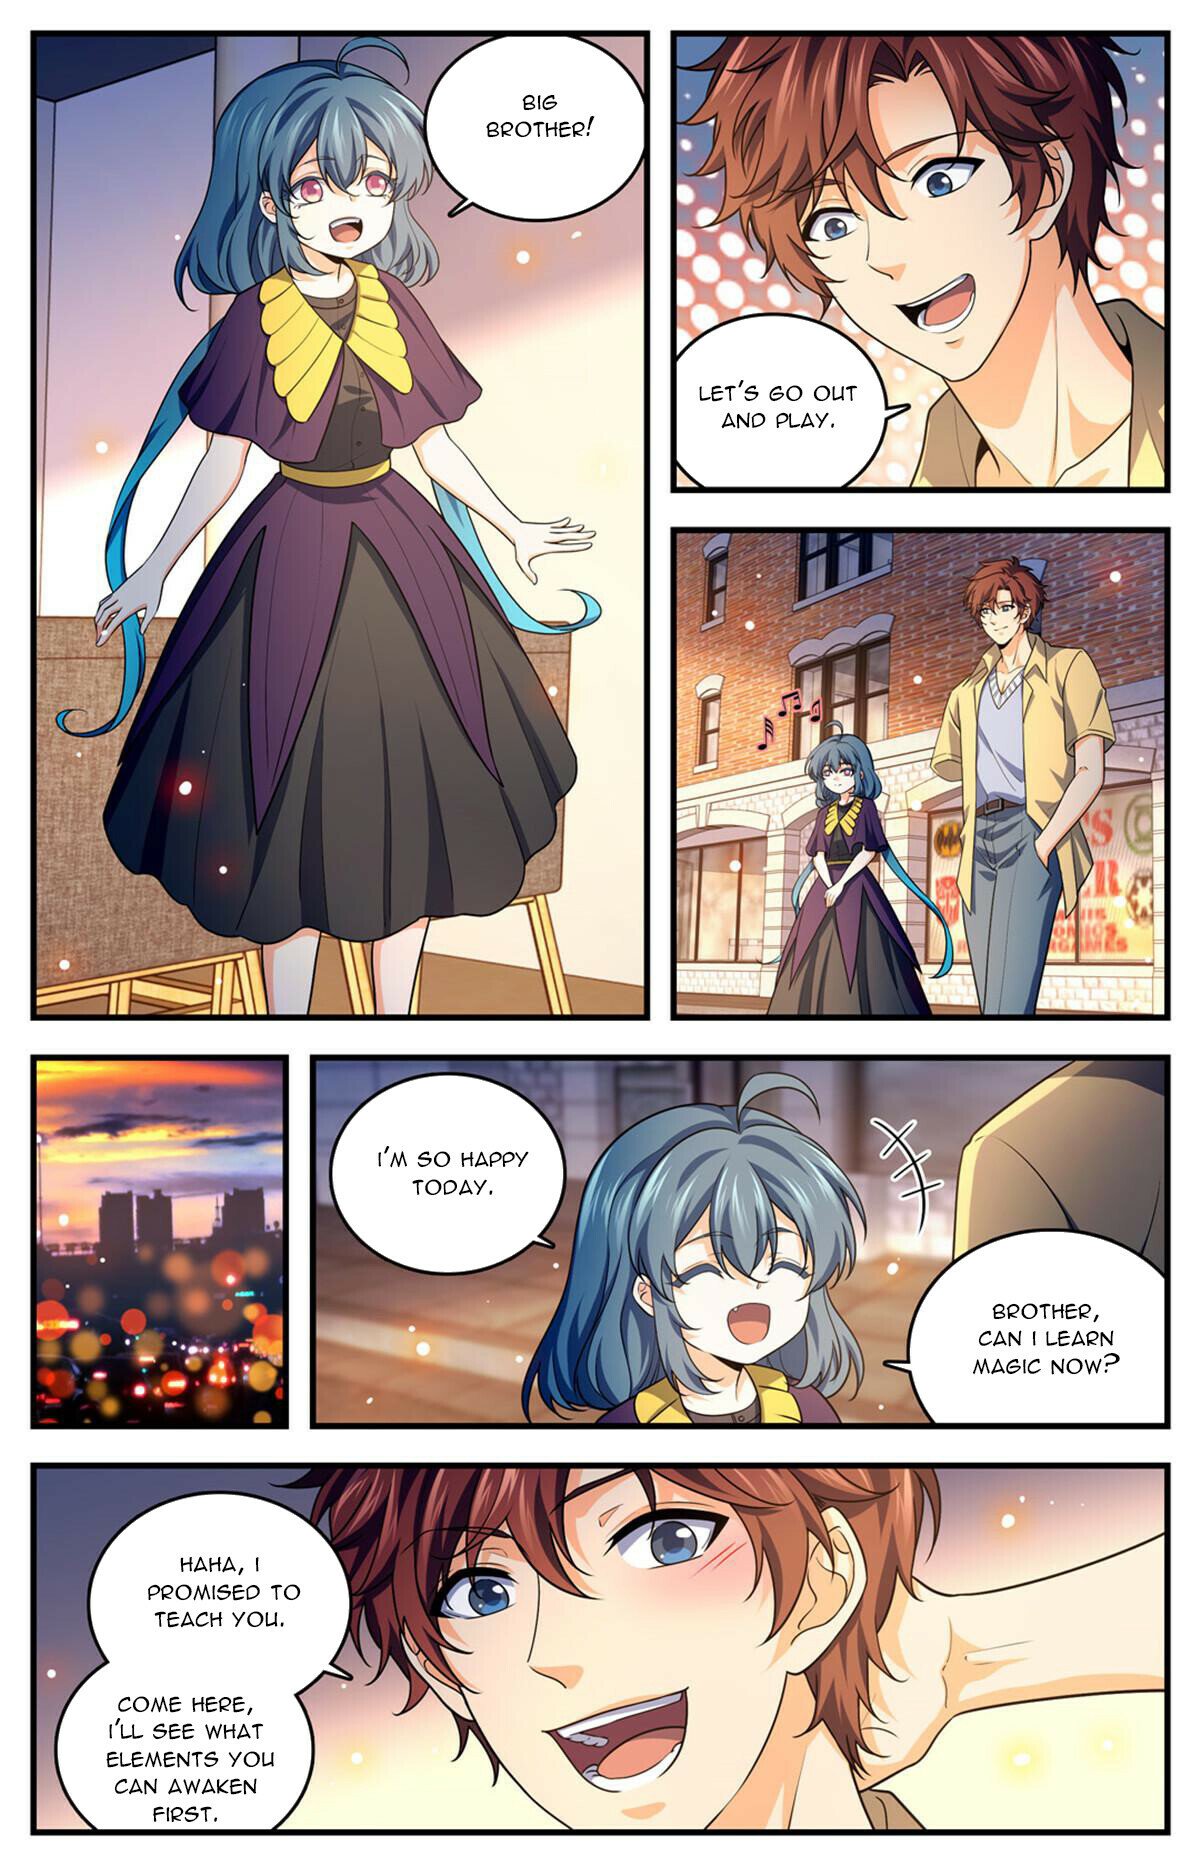 BIG
BROTHER!
LET'S GO OUT
AND PLAY.
I'M SO HAPPY
TODAY.
BROTHER,
CAN I LEARN
MAGIC NOW?
HAHA, I
PROMISED TO
TEACH YOU.
COME HERE,
I'LL SEE WHAT
ELEMENTS YOU
CAN AWAKEN
FIRST.